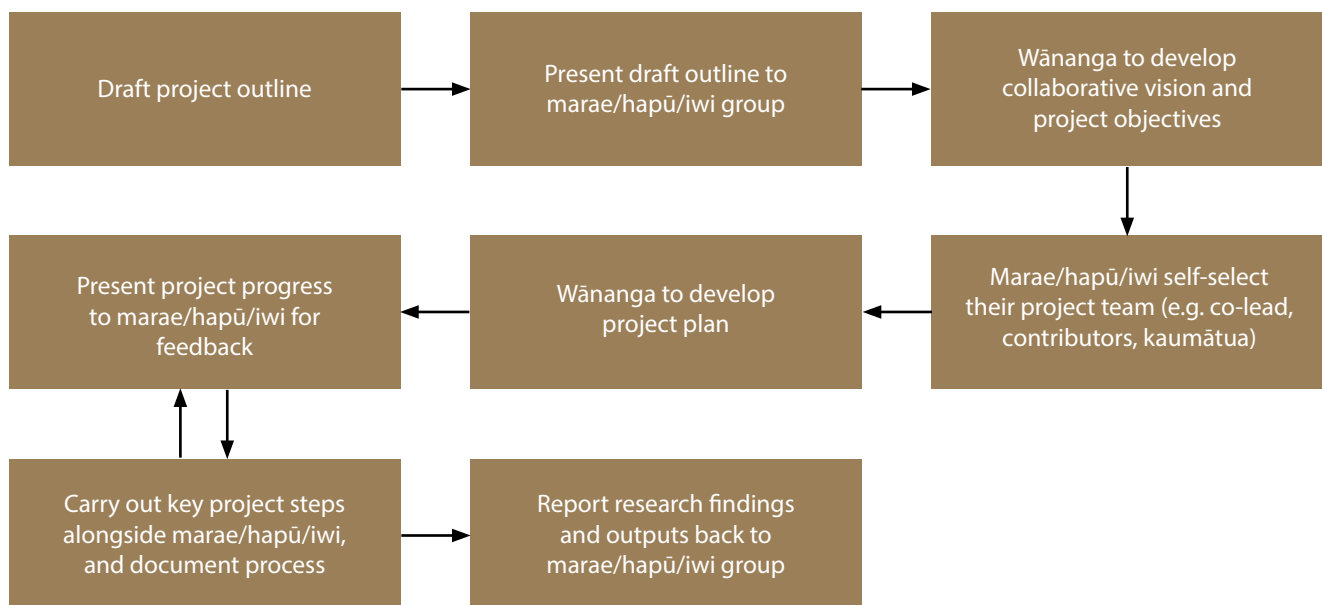 Draft project outline
Present draft outline to
marae/hapū/iwi group
Wānanga to develop
collaborative vision and
project objectives
Marae/hapū/iwi self-select
their project team (e.g. co-lead,
contributors, kaumātua)
Wānanga to develop
project plan
Present project progress
to marae/hapū/iwi for
feedback
Carry out key project steps
alongside marae/hapū/iwi,
and document process
Report research findings
and outputs back to
marae/hapū/iwi group